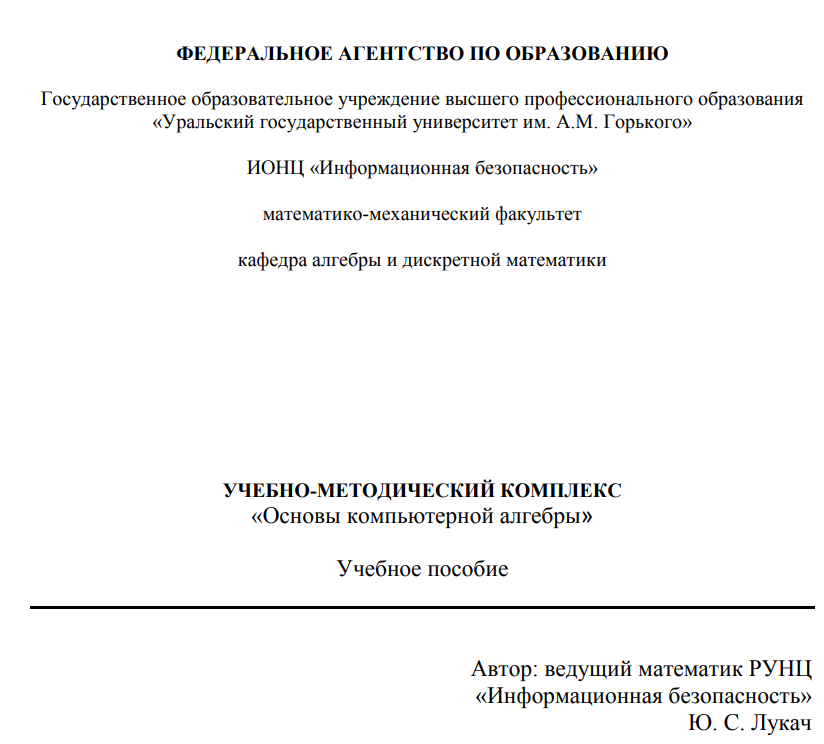 ФЕДЕРАЛЬНОЕ АГЕНТСТВО ПО ОБРАЗОВАНИЮ
Государственное образовательное учреждение высшего профессионального образования
«Уральский государственный университет им. А.М. Горького»
ИОНЦ «Информационная безопасность»
математико-механический факультет
кафедра алгебры и дискретной математики
УЧЕБНО-МЕТОДИЧЕСКИЙ КОМПЛЕКС
«Основы компьютерной алгебры»
Учебное пособие
Автор: ведущий математик РУНЦ
«Информационная безопасность»
Ю. С. Лукач